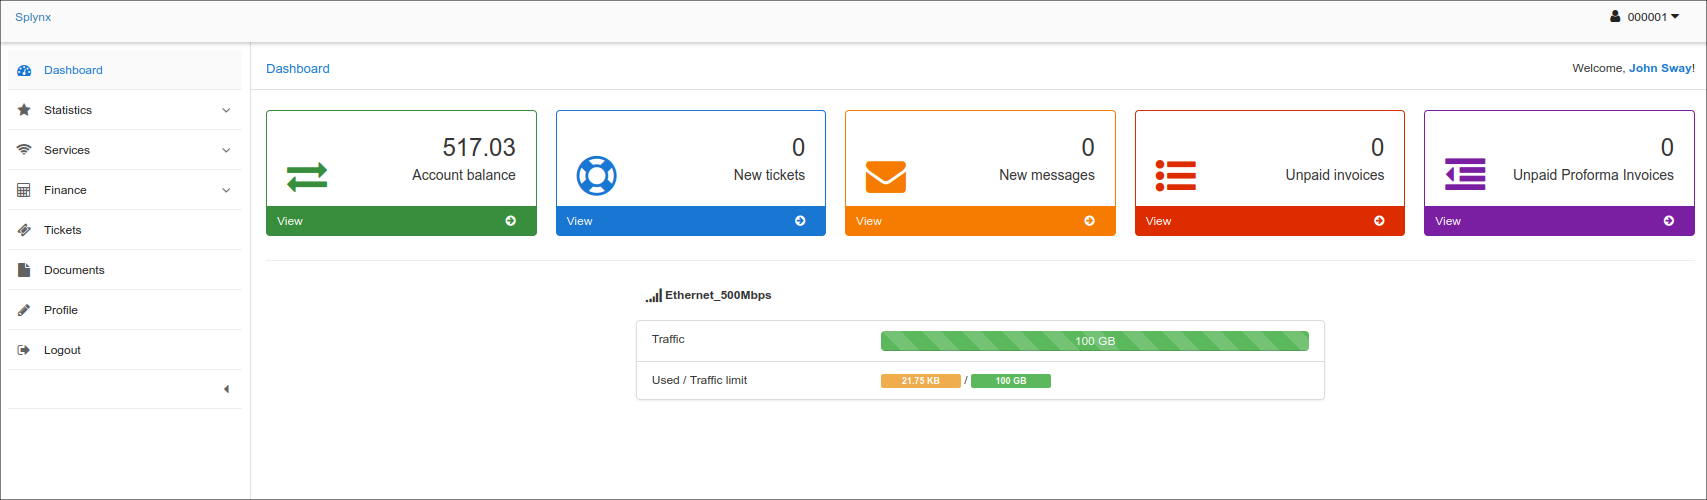 Splynx
000001
Dashboard
Statistics
Services
Finance
Tickets
Documents
Profile
Logout
Dashboard
Welcome, John Sway!
517.03
Account balance
View
0
New tickets
View
0
New messages
View
0
Unpaid invoices
View
0
Unpaid Proforma Invoices
View
Ethernet_500Mbps
Traffic
100 GB
Used / Traffic limit
21.75 KB / 100 GB